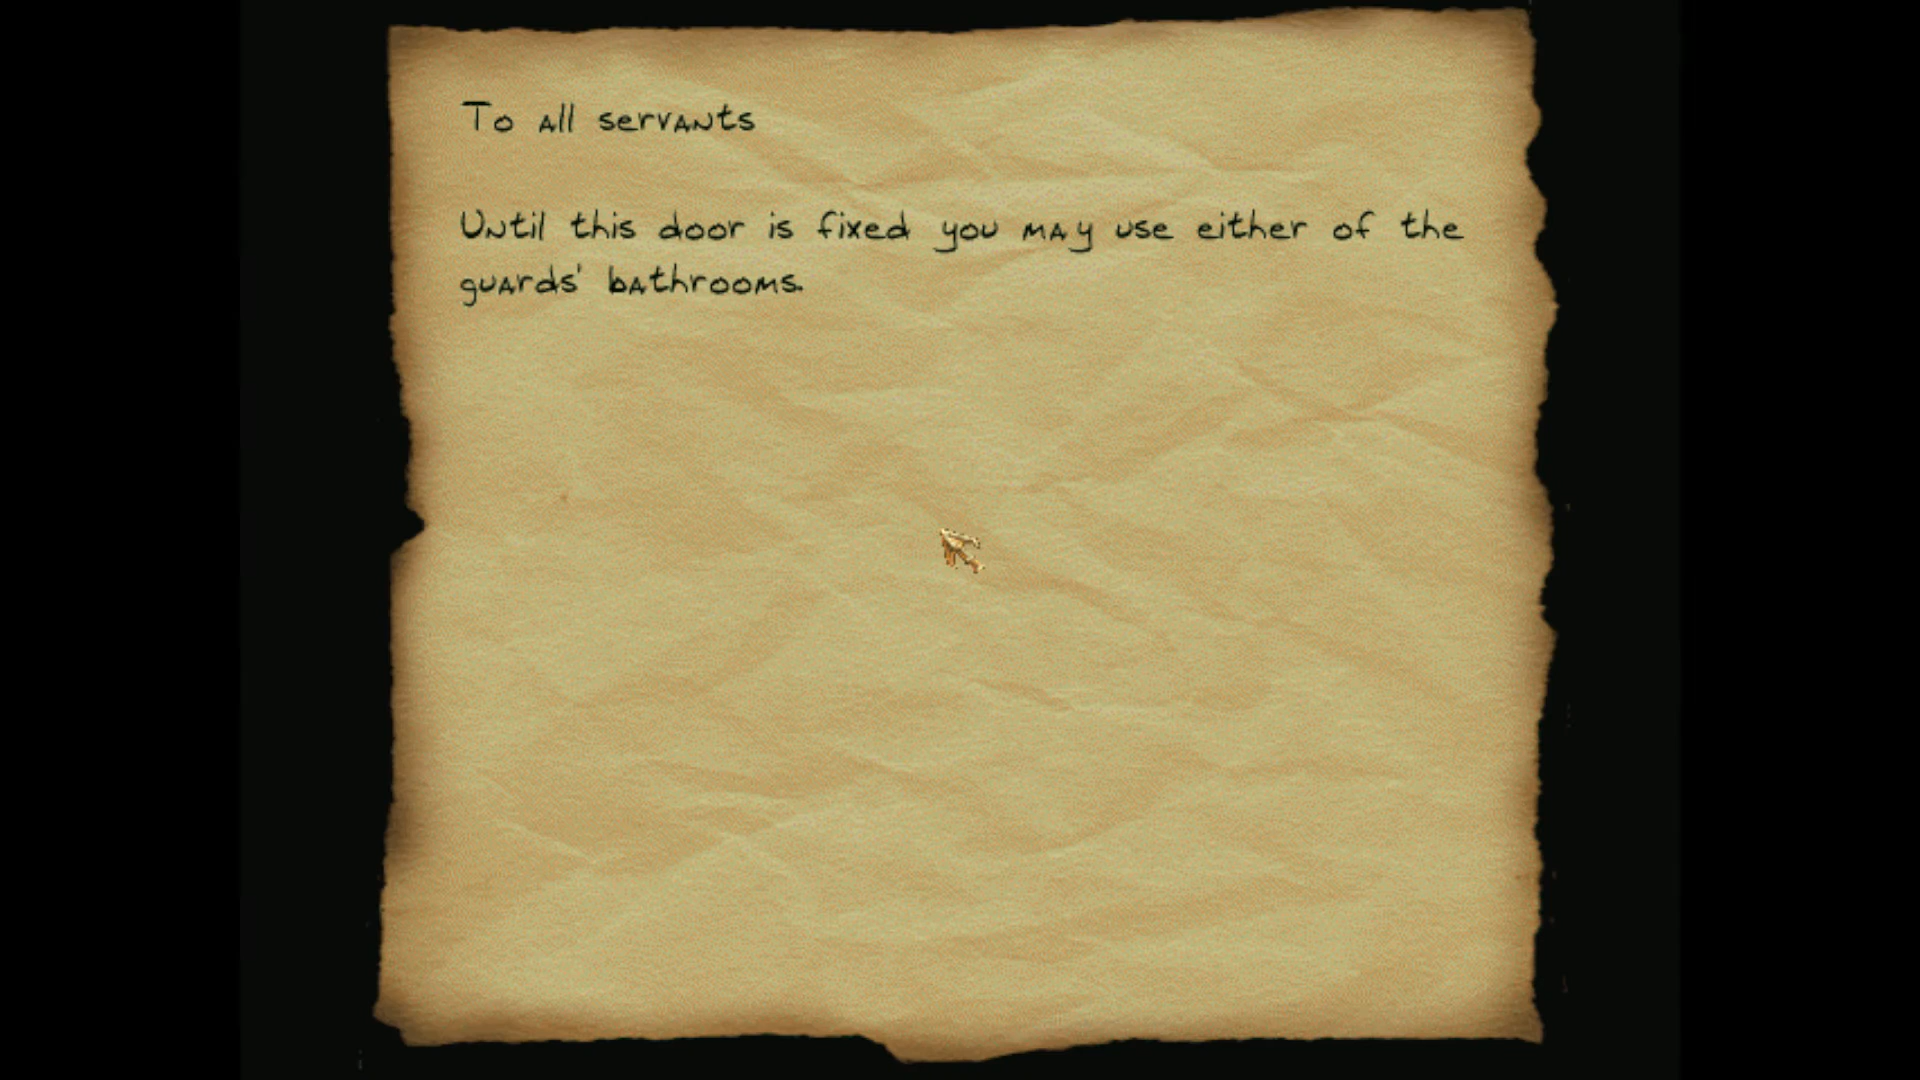 To all servants
Until this door is fixed you may use either of the
guards' bathrooms.